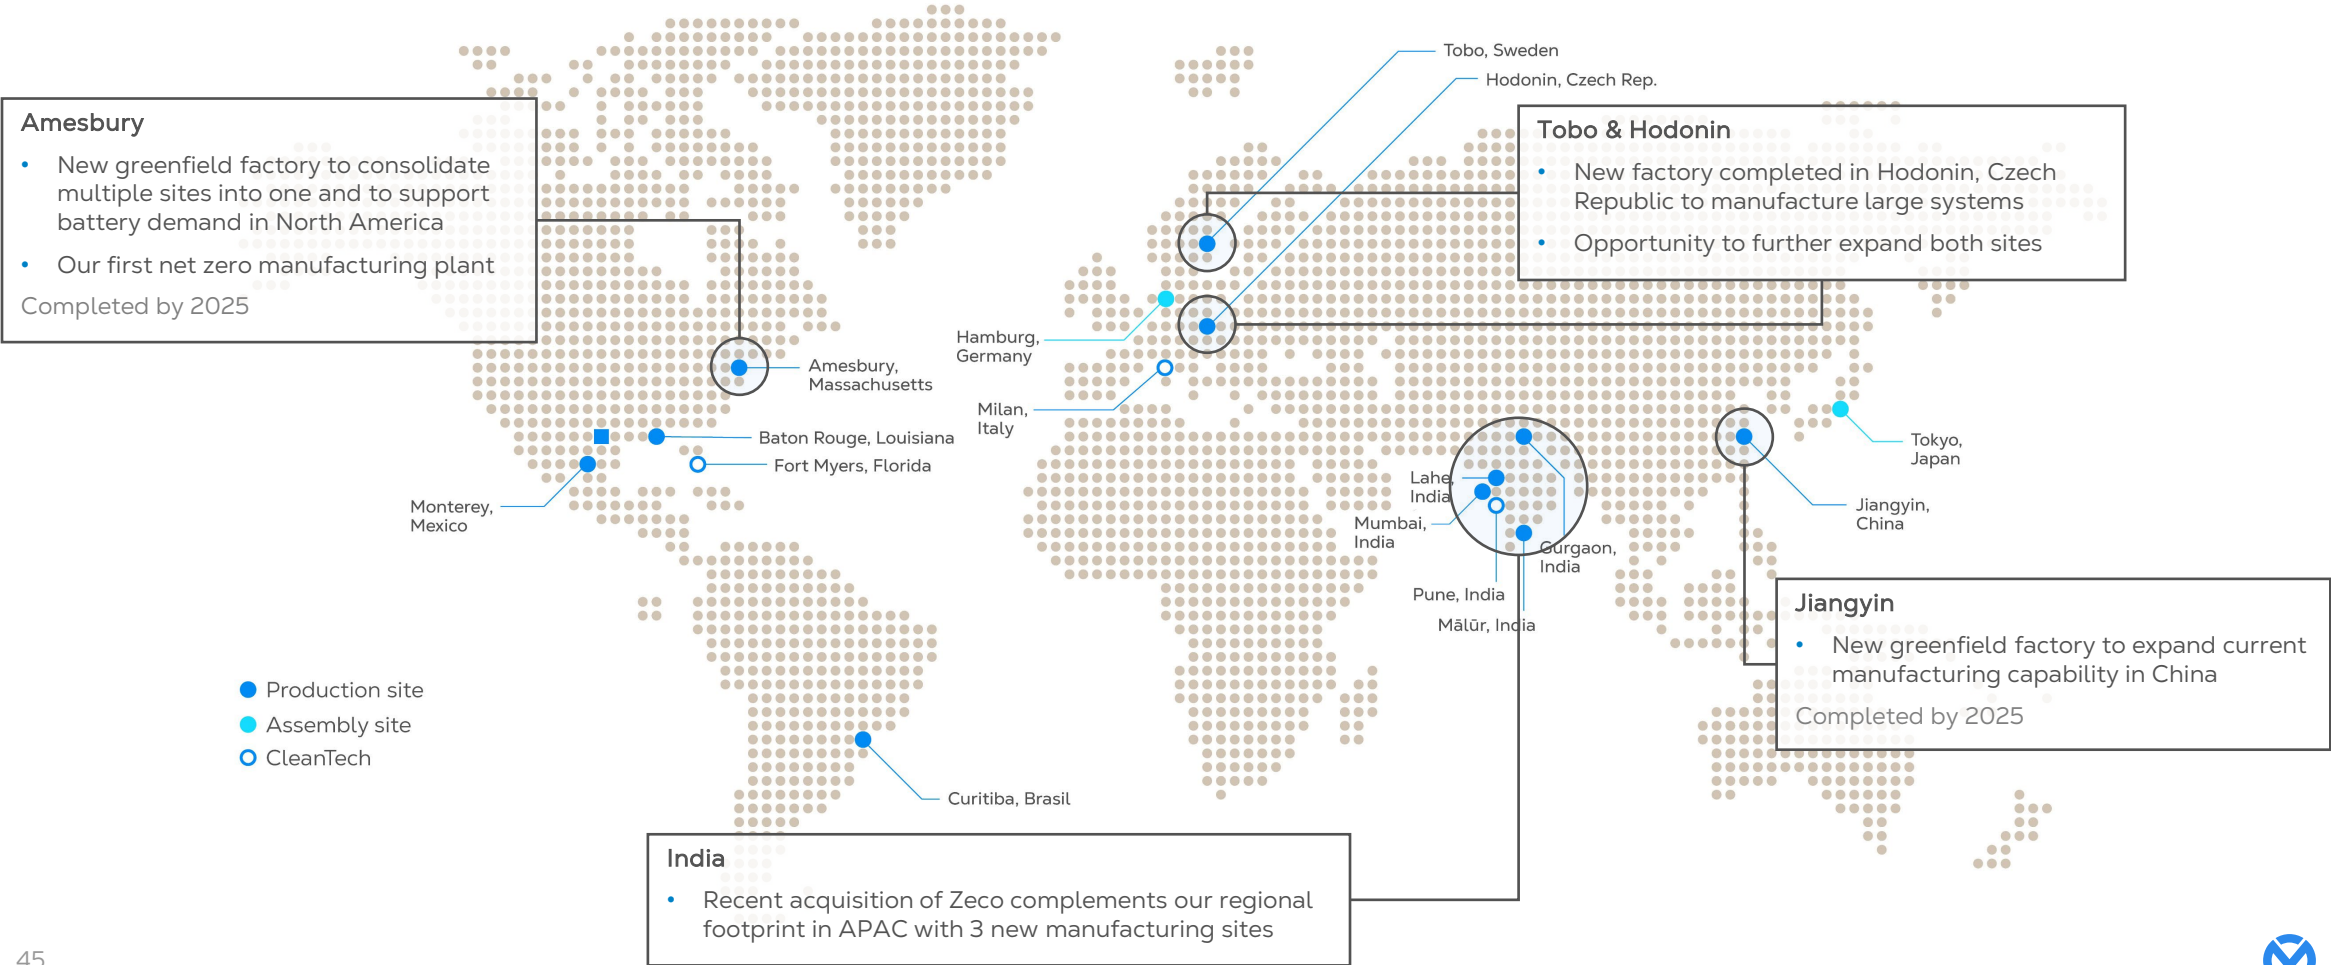 Tobo, Sweden
Hodonin, Czech Rep.
Amesbury
• New greenfield factory to consolidate
multiple sites into one and to support
battery demand in North America
• Our first net zero manufacturing plant
Completed by 2025
Tobo & Hodonin
• New factory completed in Hodonin, Czech
Republic to manufacture large systems
• Opportunity to further expand both sites
Hamburg,
Germany
Amesbury,
Massachusetts
Milan,
Italy
Baton Rouge, Louisiana
Fort Myers, Florida
Monterey,
Mexico
Tokyo,
Japan
Lahe,
India
Mumbai,
India
Jiangyin,
China
Gurgaon,
India
Pune, India
Mālūr, India
Jiangyin
• New greenfield factory to expand current
manufacturing capability in China
Completed by 2025
Production site
Assembly site
CleanTech
Curitiba, Brasil
India
• Recent acquisition of Zeco complements our regional
footprint in APAC with 3 new manufacturing sites
45